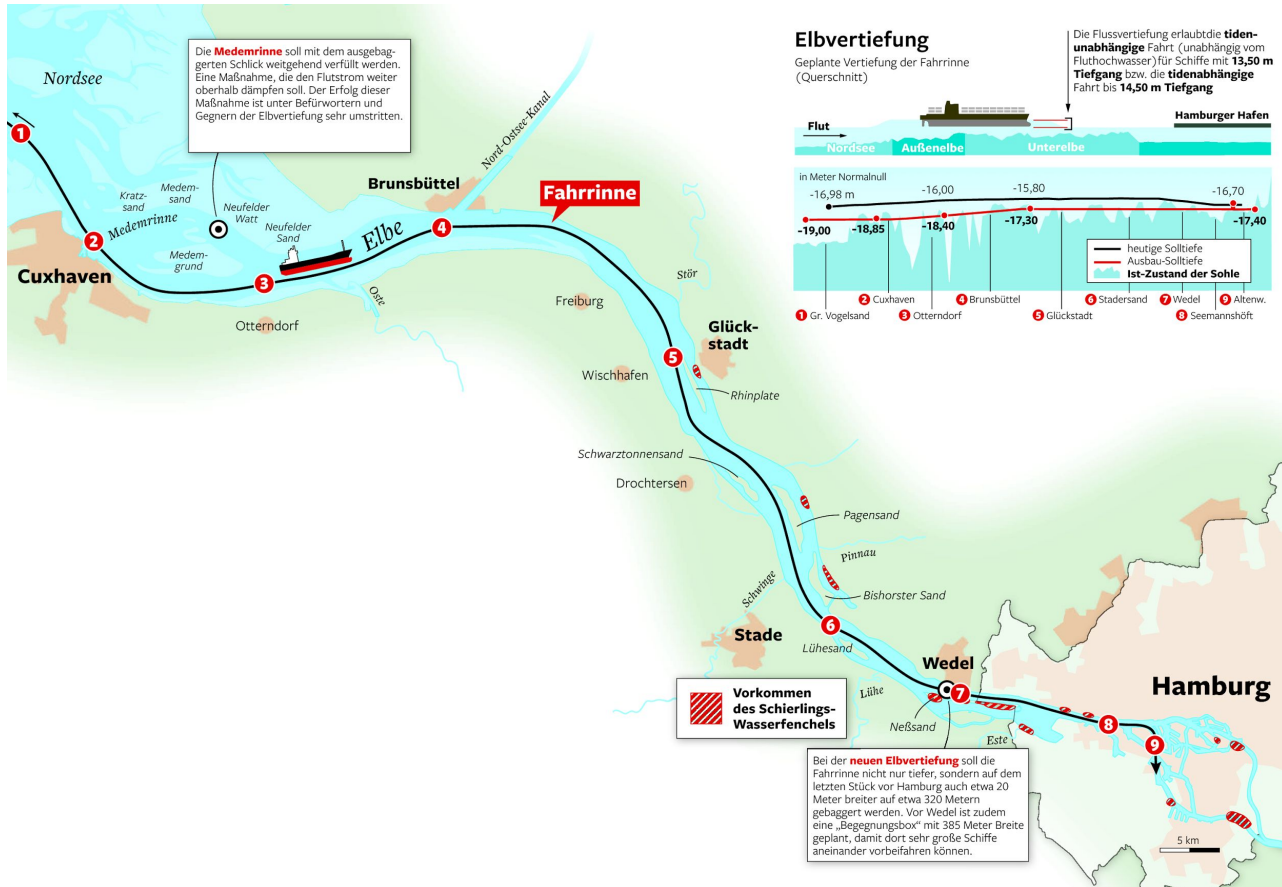 Die Medemrinne soll mit dem ausgebag-
gerten Schlick weitgehend verfüllt werden.
Eine Maßnahme, die den Flutstrom weiter
oberhalb dämpfen soll. Der Erfolg dieser
Maßnahme ist unter Befürwortern und
Gegnern der Elbvertiefung sehr umstritten.
Elbvertiefung
Geplante Vertiefung der Fahrrinne
(Querschnitt)
Die Flussvertiefung erlaubtdie tiden-
unabhängige Fahrt (unabhängig vom
Fluthochwasser)für Schiffe mit 13,50 m
Tiefgang bzw. die tidenabhängige
Fahrt bis 14,50 m Tiefgang
Flut
Hamburger Hafen
Nordsee
Außenelbe
Unterelbe
in Meter Normalnull
-16,98 m
-16,00
-15,80
-16,70
-19,00
-18,85
-18,40
-17,30
-17,40
heutige Solltiefe
Ausbau-Solltiefe
Ist-Zustand der Sohle
2 Cuxhaven
4 Brunsbüttel
6 Stadersand
7 Wedel
9 Altenw.
1 Gr. Vogelsand
3 Otterndorf
5 Glückstadt
8 Seemannshöft
Nordsee
1
Nord-Ostsee-Kanal
Brunsbüttel
Fahrrinne
Kratz-
sand
Medem-
sand
Medemrinne
Neufelder
Watt
Neufelder
Sand
Elbe
4
2
Medem-
grund
Cuxhaven
3
Oste
Otterndorf
Stör
Freiburg
Glück-
stadt
5
Wischhafen
Rhinplate
Schwarztonnensand
Drochtersen
Pagensand
Pinnau
Schwinge
Bishorster Sand
6
Stade
Lühesand
Wedel
Lühe
7
Hamburg
Vorkommen
des Schierlings-
Wasserfenchels
Neßsand
Este
8
9
Bei der neuen Elbvertiefung soll die
Fahrrinne nicht nur tiefer, sondern auf dem
letzten Stück vor Hamburg auch etwa 20
Meter breiter auf etwa 320 Metern
gebaggert werden. Vor Wedel ist zudem
eine „Begegnungsbox“ mit 385 Meter Breite
geplant, damit dort sehr große Schiffe
aneinander vorbeifahren können.
5 km